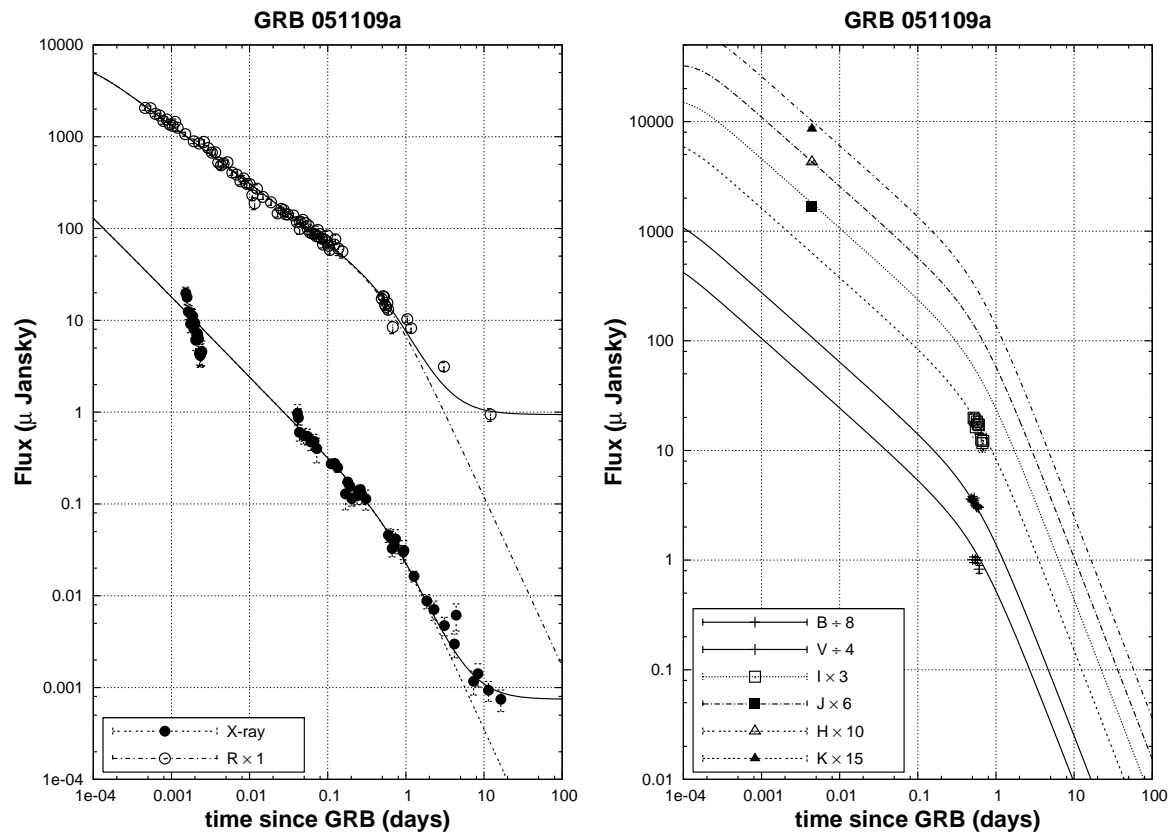 GRB 051109a
10000
1000
100
10
1
0.1
0.01
0.001
1e-04
1e-04
0.001
0.01
0.1
1
10
100
Flux (μ Jansky)
time since GRB (days)
X-ray
R × 1
GRB 051109a
10000
1000
100
10
1
0.1
0.01
1e-04
0.001
0.01
0.1
1
10
100
Flux (μ Jansky)
time since GRB (days)
B ÷ 8
V ÷ 4
I × 3
J × 6
H × 10
K × 15